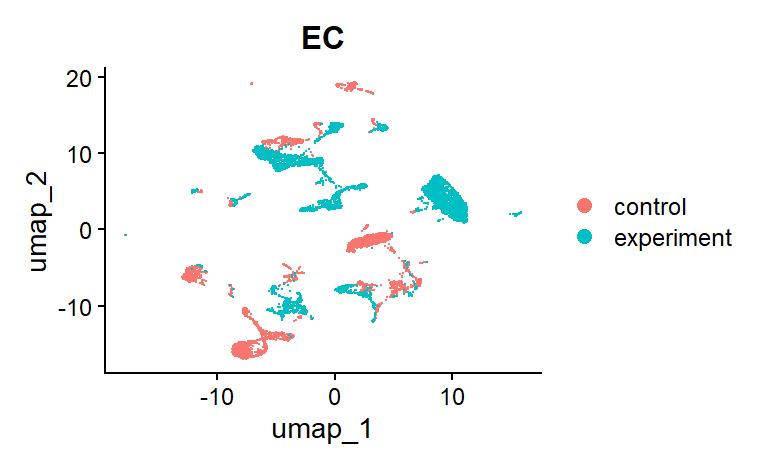 EC
umap_2
20
10
0
-10
-10 0 10
umap_1
control
experiment